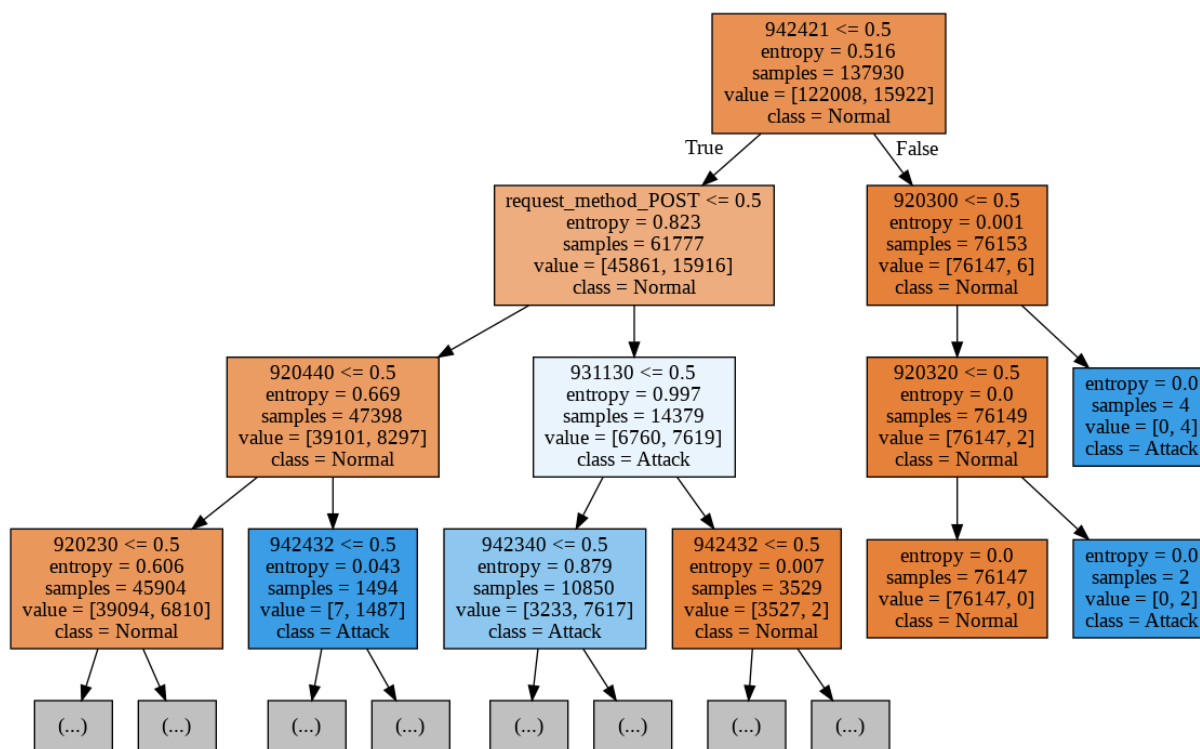 942421 <= 0.5
entropy = 0.516
samples = 137930
value = [122008, 15922]
class = Normal
True
False
request_method_POST <= 0.5
entropy = 0.823
samples = 61777
value = [45861, 15916]
class = Normal
920300 <= 0.5
entropy = 0.001
samples = 76153
value = [76147, 6]
class = Normal
920440 <= 0.5
entropy = 0.669
samples = 47398
value = [39101, 8297]
class = Normal
931130 <= 0.5
entropy = 0.997
samples = 14379
value = [6760, 7619]
class = Attack
920320 <= 0.5
entropy = 0.0
samples = 76149
value = [76147, 2]
class = Normal
entropy = 0.0
samples = 4
value = [0, 4]
class = Attack
920230 <= 0.5
entropy = 0.606
samples = 45904
value = [39094, 6810]
class = Normal
942432 <= 0.5
entropy = 0.043
samples = 1494
value = [7, 1487]
class = Attack
942340 <= 0.5
entropy = 0.879
samples = 10850
value = [3233, 7617]
class = Attack
942432 <= 0.5
entropy = 0.007
samples = 3529
value = [3527, 2]
class = Normal
entropy = 0.0
samples = 76147
value = [76147, 0]
class = Normal
entropy = 0.0
samples = 2
value = [0, 2]
class = Attack
(...)
(...)
(...)
(...)
(...)
(...)
(...)
(...)